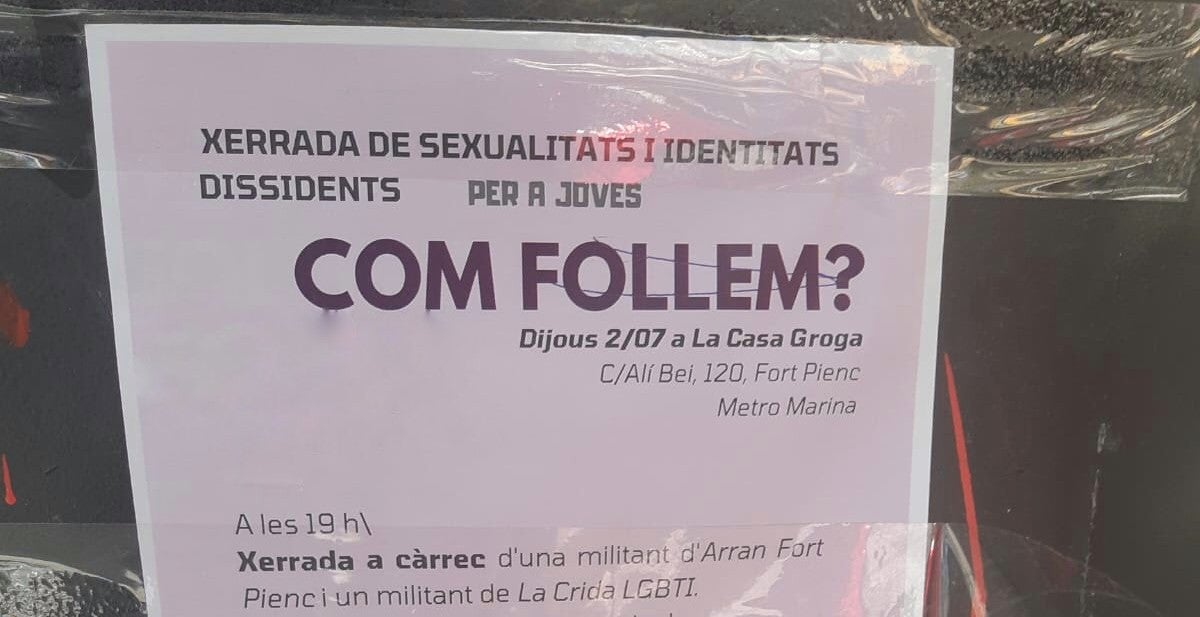 XERRADA DE SEXUALITATS I IDENTITATS
DISSIDENTS PER A JOVES
COM FOLLEM?
Dijous 2/07 a La Casa Groga
C/Alí Bei, 120, Fort Pienc
Metro Marina
A les 19 h\
Xerrada a càrrec d'una militant d'Arran Fort
Pienc i un militant de La Crida LGBTI.